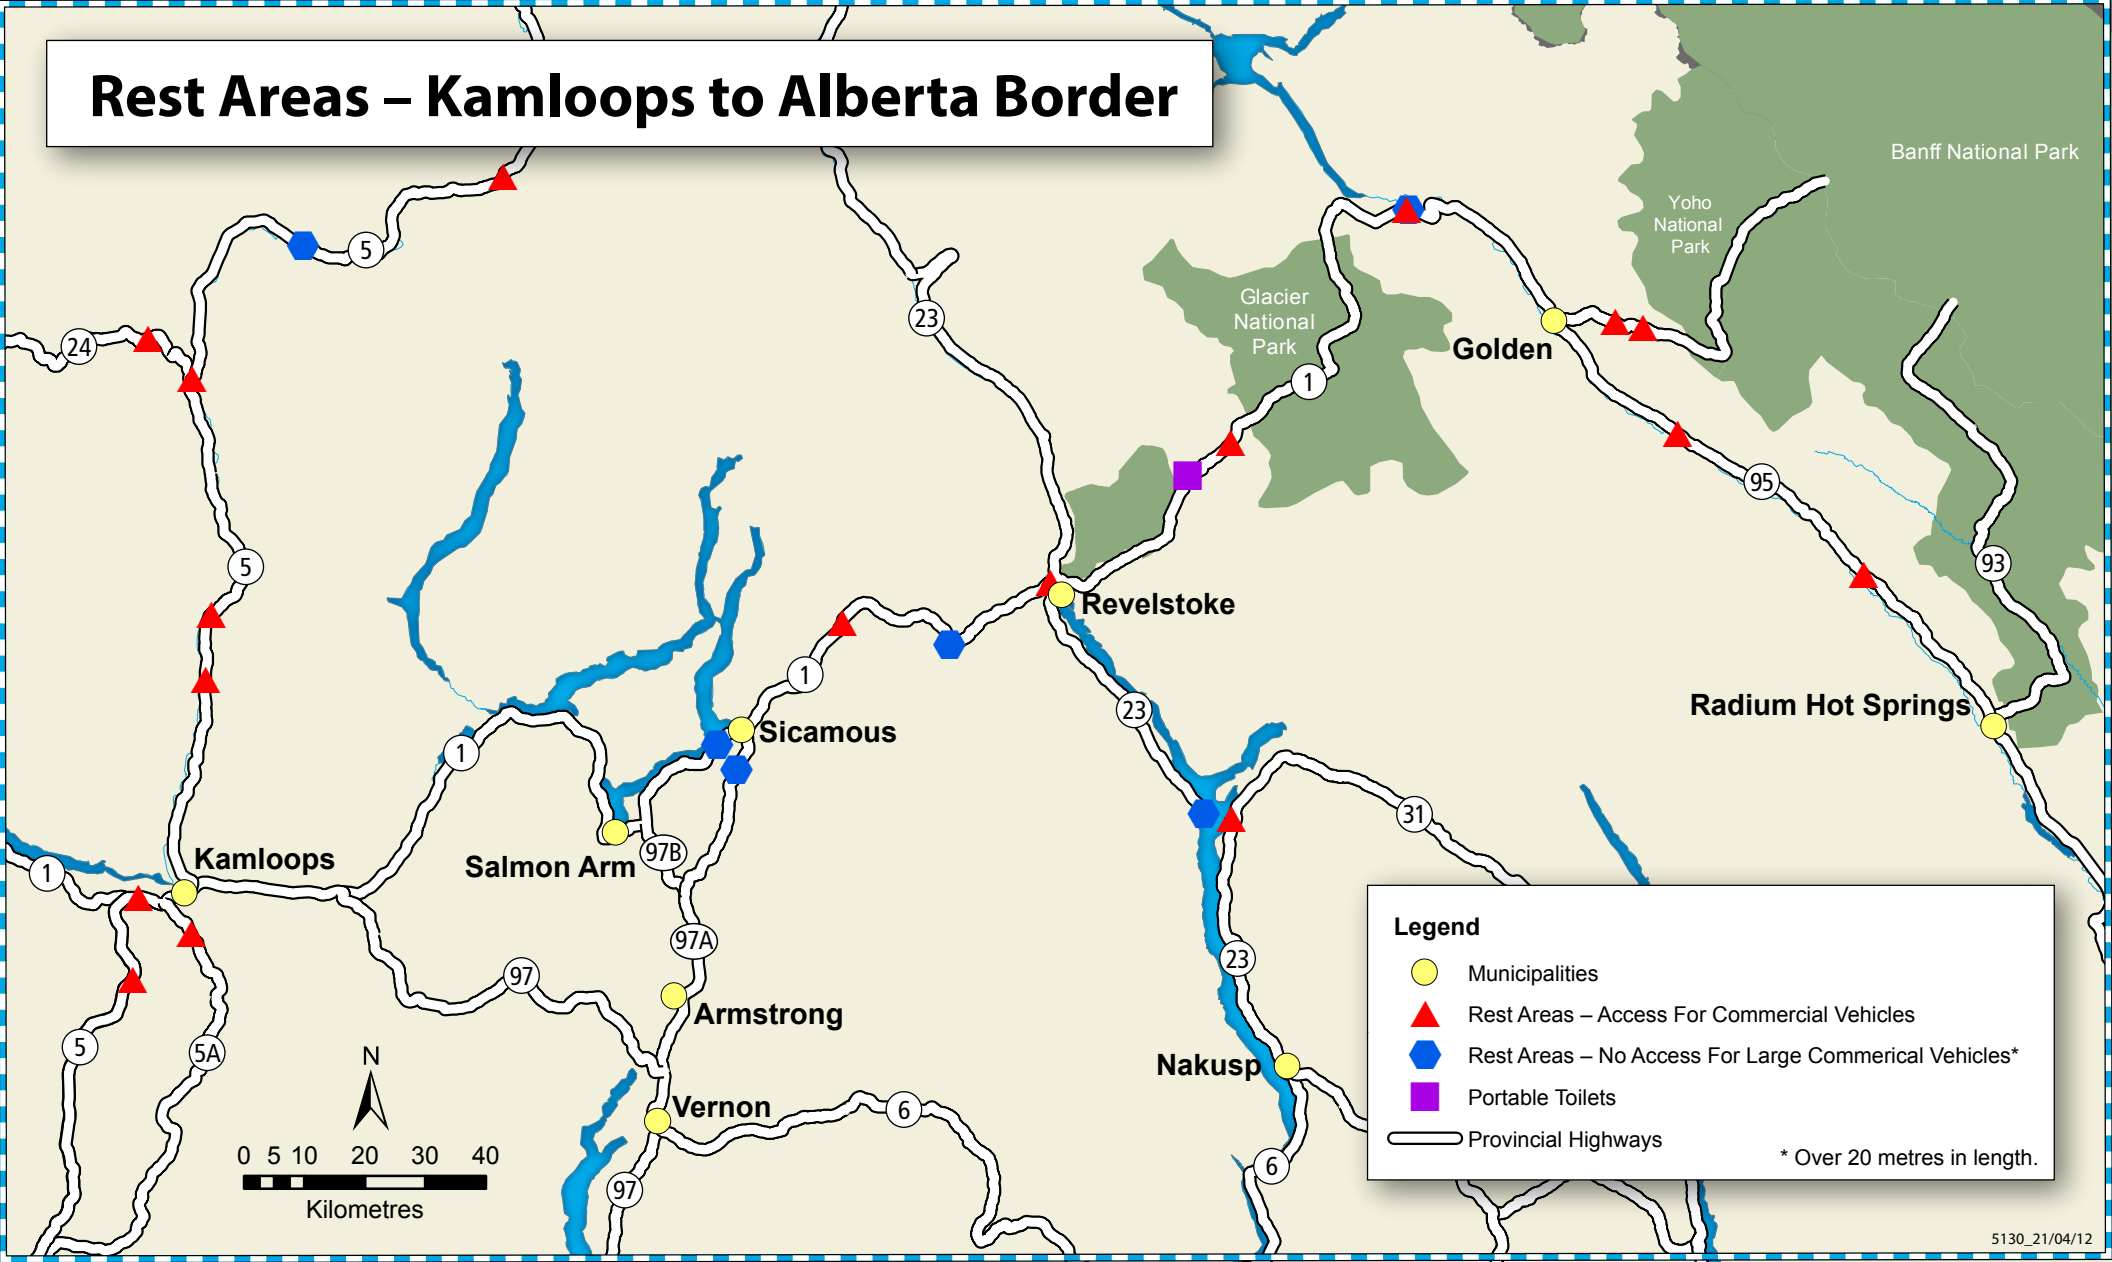 Rest Areas – Kamloops to Alberta Border
Banff National Park
Yoho
National
Park
Glacier
National
Park
5
24
23
1
Golden
95
93
5
Revelstoke
1
23
Radium Hot Springs
Sicamous
1
31
97B
Kamloops
Salmon Arm
1
97A
97
23
Armstrong
5
5A
Nakusp
Vernon
6
6
97
N
0 5 10 20 30 40
Kilometres
Legend
Municipalities
Rest Areas – Access For Commercial Vehicles
Rest Areas – No Access For Large Commerical Vehicles*
Portable Toilets
Provincial Highways
* Over 20 metres in length.
5130_21/04/12